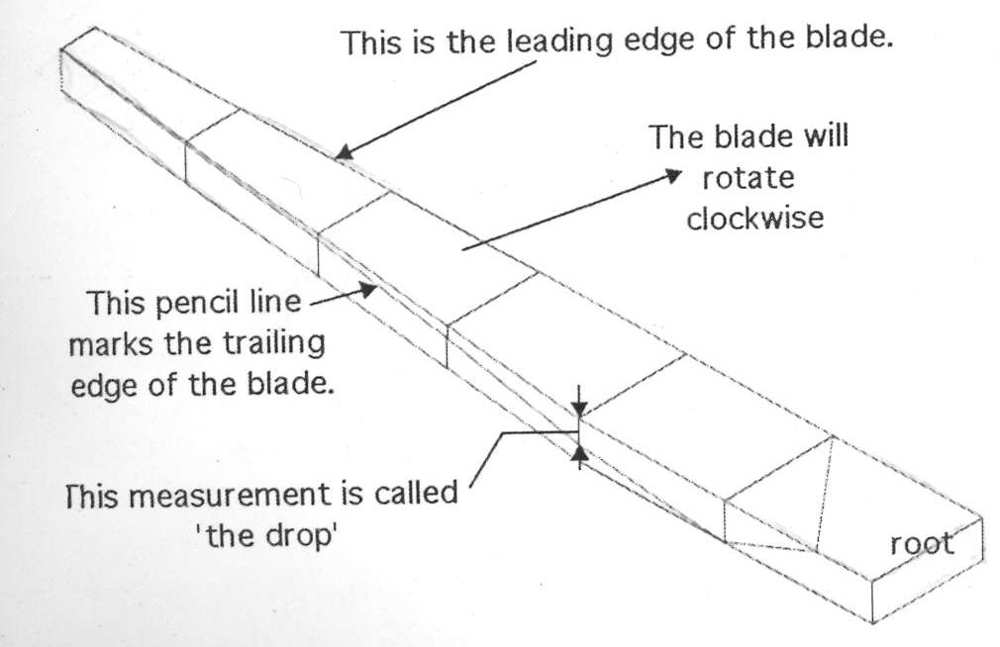 This is the leading edge of the blade.
The blade will
rotate
clockwise
This pencil line
marks the trailing
edge of the blade.
This measurement is called
'the drop'
root